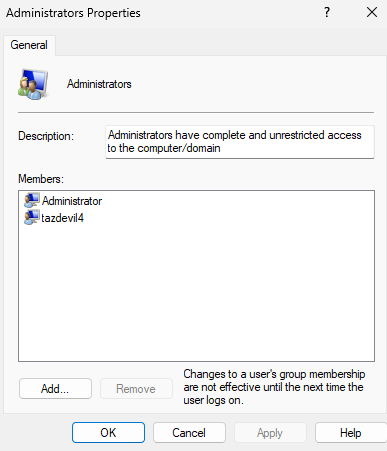 Administrators Properties
General
Administrators
Description:
Administrators have complete and unrestricted access
to the computer/domain
Members:
Administrator
tazdevil4
Add...
Remove
Changes to a user's group membership
are not effective until the next time the
user logs on.
OK
Cancel
Apply
Help